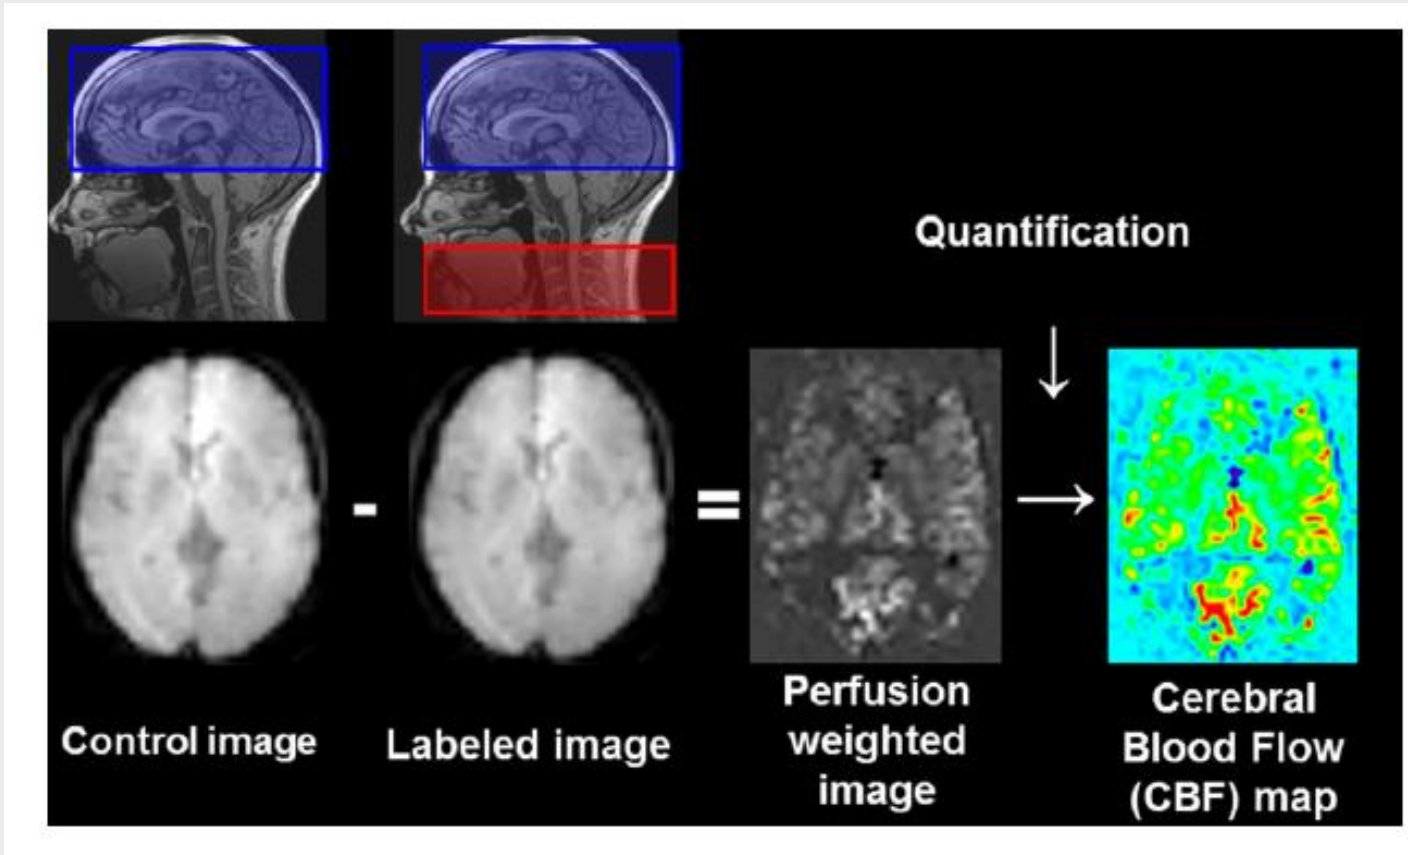 Quantification
Control image
-
Labeled image
=
Perfusion
weighted
image
Cerebral
Blood Flow
(CBF) map